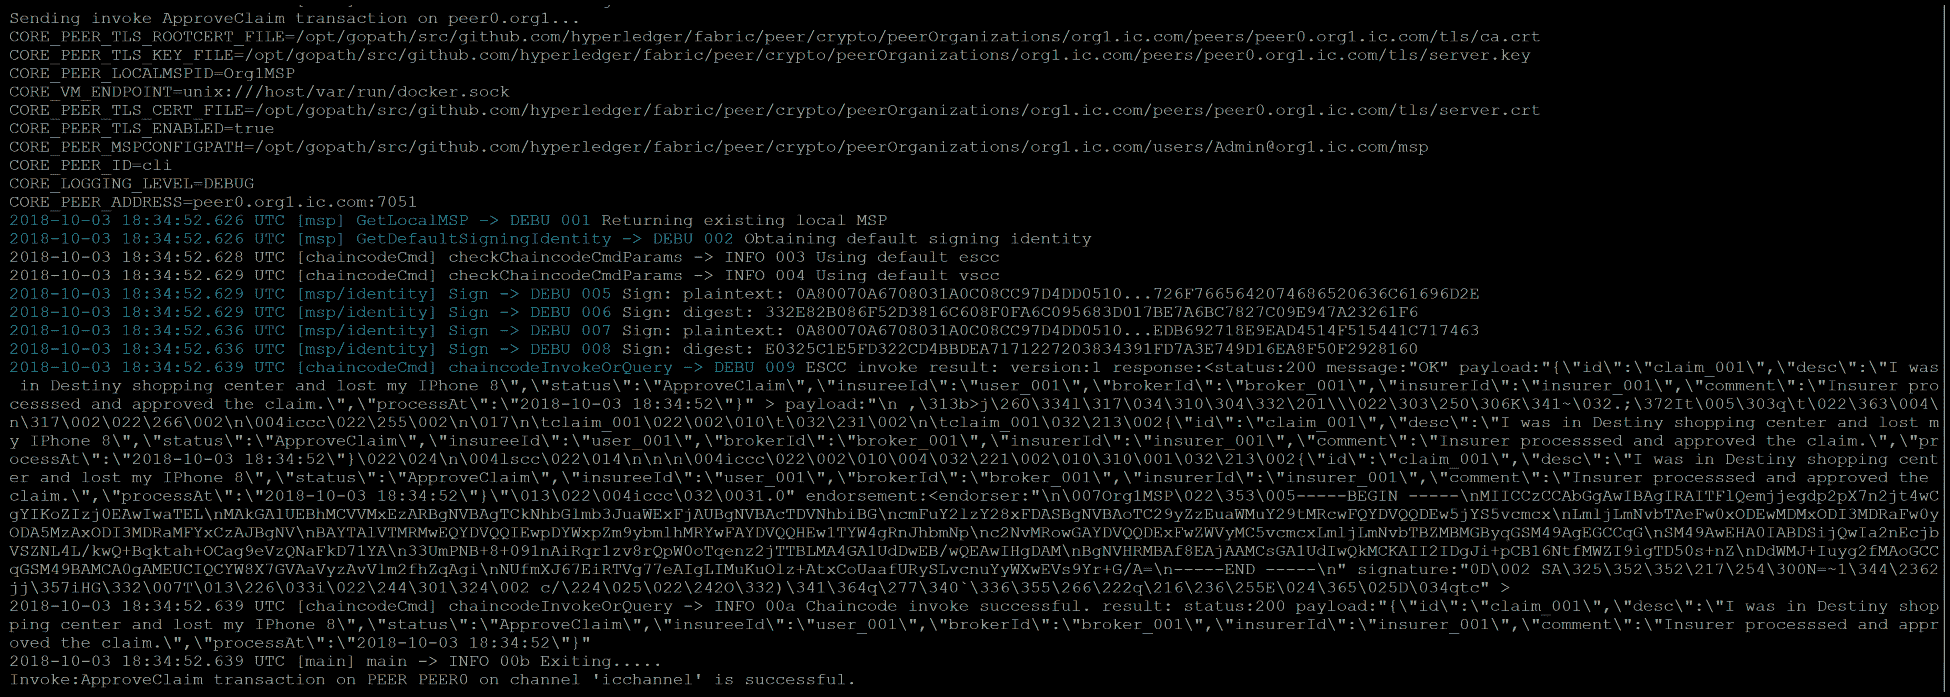 Sending invoke ApproveClaim transaction on peer0.org1...
CORE_PEER_TLS_ROOTCERT_FILE=/opt/gopath/src/github.com/hyperledger/fabric/peer/crypto/peerOrganizations/org1.ic.com/peers/peer0.org1.ic.com/tls/ca.crt
CORE_PEER_TLS_KEY_FILE=/opt/gopath/src/github.com/hyperledger/fabric/peer/crypto/peerOrganizations/org1.ic.com/peers/peer0.org1.ic.com/tls/server.key
CORE_PEER_LOCALMSPID=Org1MSP
CORE_VM_ENDPOINT=unix:///host/var/run/docker.sock
CORE_PEER_TLS_CERT_FILE=/opt/gopath/src/github.com/hyperledger/fabric/peer/crypto/peerOrganizations/org1.ic.com/peers/peer0.org1.ic.com/tls/server.crt
CORE_PEER_TLS_ENABLED=true
CORE_PEER_MSPCONFIGPATH=/opt/gopath/src/github.com/hyperledger/fabric/peer/crypto/peerOrganizations/org1.ic.com/users/Admin@org1.ic.com/msp
CORE_PEER_ID=cli
CORE_LOGGING_LEVEL=DEBUG
CORE_PEER_ADDRESS=peer0.org1.ic.com:7051
2018-10-03 18:34:52.626 UTC [msp] GetLocalMSP -> DEBU 001 Returning existing local MSP
2018-10-03 18:34:52.626 UTC [msp] GetDefaultSigningIdentity -> DEBU 002 Obtaining default signing identity
2018-10-03 18:34:52.628 UTC [chaincodeCmd] checkChaincodeCmdParams -> INFO 003 Using default escc
2018-10-03 18:34:52.629 UTC [chaincodeCmd] checkChaincodeCmdParams -> INFO 004 Using default vscc
2018-10-03 18:34:52.629 UTC [msp/identity] Sign -> DEBU 005 Sign: plaintext: 0A80070A6708031A0C08CC97D4DD0510...726F7665642074686520636C61696D2E
2018-10-03 18:34:52.629 UTC [msp/identity] Sign -> DEBU 006 Sign: digest: 332E82B086F52D3816C608F0FA6C095683D017BE7A6BC7827C09E947A23261F6
2018-10-03 18:34:52.636 UTC [msp/identity] Sign -> DEBU 007 Sign: plaintext: 0A80070A6708031A0C08CC97D4DD0510...EDB692718E9EAD4514F515441C717463
2018-10-03 18:34:52.636 UTC [msp/identity] Sign -> DEBU 008 Sign: digest: E0325C1E5FD322CD4BBDEA7171227203834391FD7A3E749D16EA8F50F2928160
2018-10-03 18:34:52.639 UTC [chaincodeCmd] chaincodeInvokeOrQuery -> DEBU 009 ESCC invoke result: version:1 response:<status:200 message:"OK" payload:"{\"id\":\"claim_001\",\"desc\":\"I was
in Destiny shopping center and lost my IPhone 8\",\"status\":\"ApproveClaim\",\"insureeId\":\"user_001\",\"brokerId\":\"broker_001\",\"insurerId\":\"insurer_001\",\"comment\":\"Insurer
processsed and approved the claim.\",\"processAt\":\"2018-10-03 18:34:52\"}" > payload:"\n ,\313b>j\260\334l\317\034\310\304\332\201\\\022\303\250\306K\341~\032.;\372It\005\303q\t\022\363\004\
n\317\002\022\266\002\n\004iccc\022\255\002\n\017\n\tclaim_001\022\002\010\t\032\231\002\n\tclaim_001\032\213\002{\"id\":\"claim_001\",\"desc\":\"I was in Destiny shopping center and lost m
y IPhone 8\",\"status\":\"ApproveClaim\",\"insureeId\":\"user_001\",\"brokerId\":\"broker_001\",\"insurerId\":\"insurer_001\",\"comment\":\"Insurer processsed and approved the claim.\",\"pr
ocessAt\":\"2018-10-03 18:34:52\"}\022\024\n\004lscc\022\014\n\n\n\004iccc\022\002\010\004\032\221\002\010\310\001\032\213\002{\"id\":\"claim_001\",\"desc\":\"I was in Destiny shopping cent
er and lost my IPhone 8\",\"status\":\"ApproveClaim\",\"insureeId\":\"user_001\",\"brokerId\":\"broker_001\",\"insurerId\":\"insurer_001\",\"comment\":\"Insurer processsed and approved the
claim.\",\"processAt\":\"2018-10-03 18:34:52\"}\"\013\022\004iccc\032\0031.0" endorsement:<endorser:"\n\007Org1MSP\022\353\005-----BEGIN -----\nMIICCzCCAbGgAwIBAgIRAITFlQemjjegdp2pX7n2jt4wC
gYIKoZIzj0EAwIwaTEL\nMAkGA1UEBhMCVVMxEzARBgNVBAgTCkNhbGlmb3JuaWExFjAUBgNVBAcTDVNhbiBG\ncmFuY2lzY28xFDASBgNVBAoTC29yZzEuaWMuY29tMRcwFQYDVQQDEw5jYS5vcmcx\nLmljLmNvbTAeFw0xODEwMDMxODI3MDRaFw0y
ODA5MzAxODI3MDRaMFYxCzAJBgNV\nBAYTAlVTMRMwEQYDVQQIEwpDYWxpZm9ybmlhMRYwFAYDVQQHEw1TYW4gRnJhbmNp\nc2NvMRowGAYDVQQDExFwZWVyMC5vcmcxLmljLmNvbTBZMBMGByqGSM49AgEGCCqG\nSM49AwEHA0IABDSijQwIa2nEcjb
VSZNL4L/kwQ+Bqktah+OCag9eVzQNaFkD71YA\n33UmPNB+8+091nAiRqr1zv8rQpW0oTqenz2jTTBLMA4GA1UdDwEB/wQEAwIHgDAM\nBgNVHRMBAf8EAjAAMCsGA1UdIwQkMCKAII2IDgJi+pCB16NtfMWZI9igTD50s+nZ\nDdWMJ+Iuyg2fMAoGCC
qGSM49BAMCA0gAMEUCIQCYW8X7GVAaVyzAvVlm2fhZqAgi\nNUfmXJ67EiRTVg77eAIgLIMuKuOlz+AtxCoUaafURySLvcnuYyWXwEVs9Yr+G/A=\n-----END -----\n" signature:"0D\002 SA\325\352\352\217\254\300N=~1\344\2362
jj\357iHG\332\007T\013\226\033i\022\244\301\324\002 c/\224\025\022\242O\332)\341\364q\277\340`\336\355\266\222q\216\236\255E\024\365\025D\034qtc" >
2018-10-03 18:34:52.639 UTC [chaincodeCmd] chaincodeInvokeOrQuery -> INFO 00a Chaincode invoke successful. result: status:200 payload:"{\"id\":\"claim_001\",\"desc\":\"I was in Destiny shop
ping center and lost my IPhone 8\",\"status\":\"ApproveClaim\",\"insureeId\":\"user_001\",\"brokerId\":\"broker_001\",\"insurerId\":\"insurer_001\",\"comment\":\"Insurer processsed and appr
oved the claim.\",\"processAt\":\"2018-10-03 18:34:52\"}"
2018-10-03 18:34:52.639 UTC [main] main -> INFO 00b Exiting.....
Invoke:ApproveClaim transaction on PEER PEER0 on channel 'icchannel' is successful.